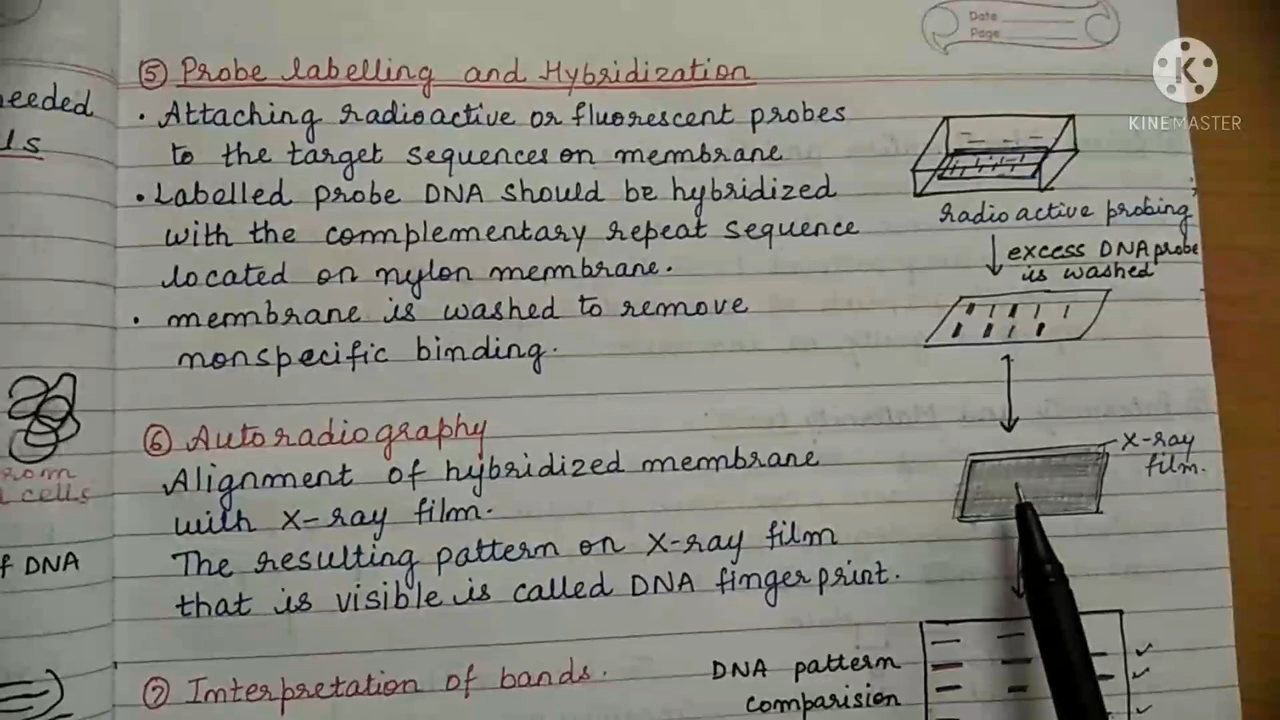 Date
Page
KINEMASTER
⑤ Probe labelling and Hybridization
• Attaching radioactive or fluorescent probes
to the target sequences on membrane
• Labelled probe DNA should be hybridized
with the complementary repeat sequence
located on nylon membrane.
• membrane is washed to remove
nonspecific binding.
radioactive probing
excess DNA probe
is washed
⑥ Autoradiography
Alignment of hybridized membrane
with X-ray film.
The resulting pattern on X-ray film
that is visible is called DNA fingerprint.
X-ray
film.
⑦ Interpretation of bands.
DNA pattern
comparision
needed
rom
cells
f DNA